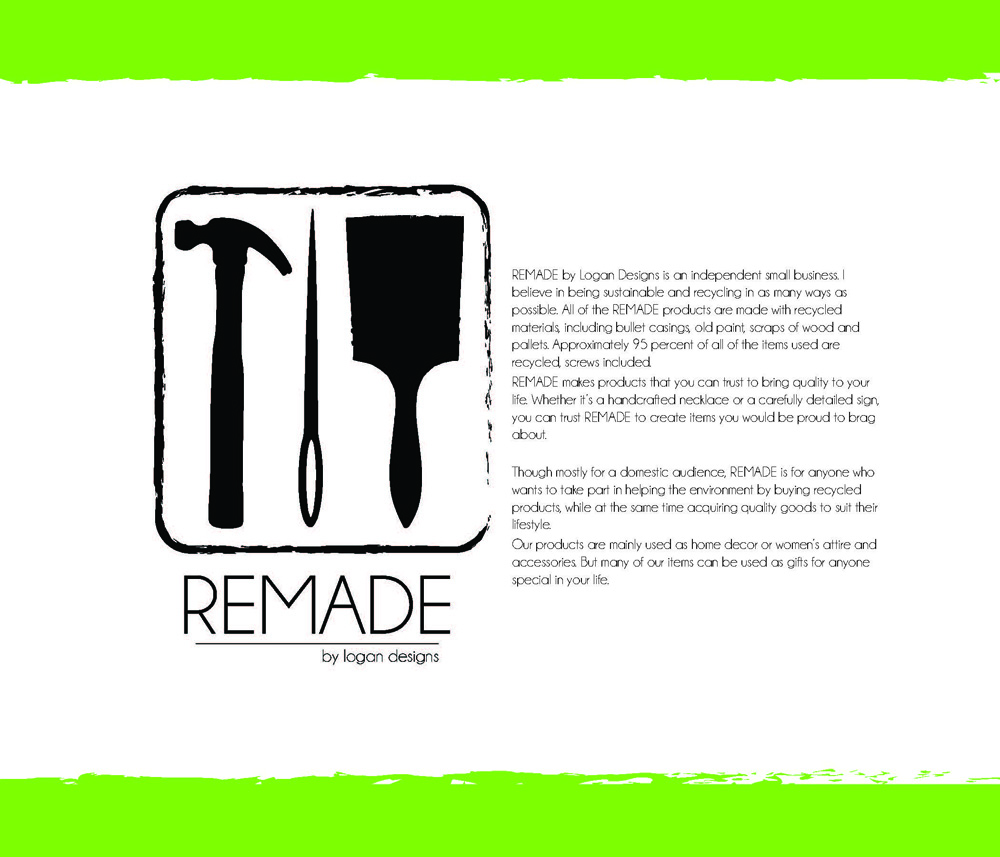 REMADE
by logan designs
REMADE by Logan Designs is an independent small business. I
believe in being sustainable and recycling in as many ways as
possible. All of the REMADE products are made with recycled
materials, including bullet casings, old paint, scraps of wood and
pallets. Approximately 95 percent of all of the items used are
recycled, screws included.
REMADE makes products that you can trust to bring quality to your
life. Whether it's a handcrafted necklace or a carefully detailed sign,
you can trust REMADE to create items you would be proud to brag
about.
Though mostly for a domestic audience, REMADE is for anyone who
wants to take part in helping the environment by buying recycled
products, while at the same time acquiring quality goods to suit their
lifestyle.
Our products are mainly used as home decor or women's attire and
accessories. But many of our items can be used as gifts for anyone
special in your life.